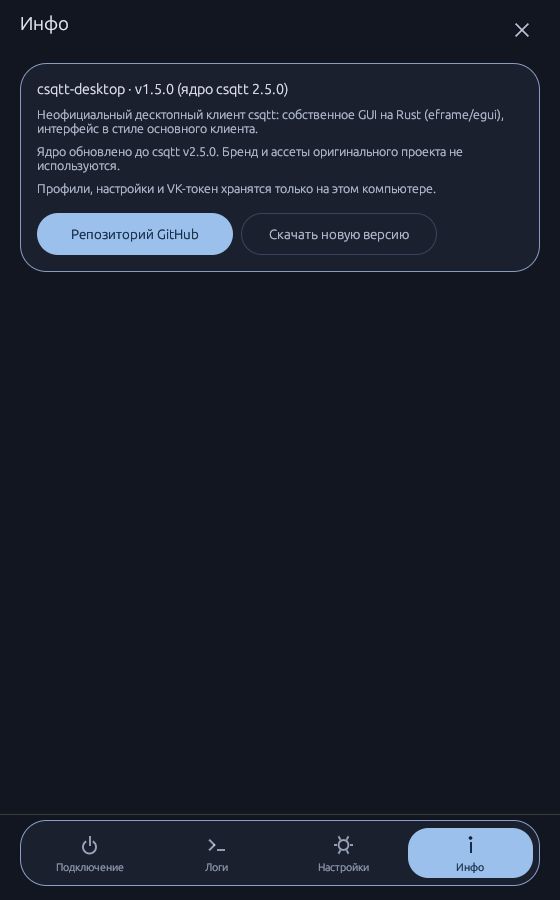 Инфо
csqtt-desktop · v1.5.0 (ядро csqtt 2.5.0)
Неофициальный десктопный клиент csqtt: собственное GUI на Rust (eframe/egui),
интерфейс в стиле основного клиента.
Ядро обновлено до csqtt v2.5.0. Бренд и ассеты оригинального проекта не
используются.
Профили, настройки и VK-токен хранятся только на этом компьютере.
Репозиторий GitHub
Скачать новую версию
Подключение
Логи
Настройки
Инфо